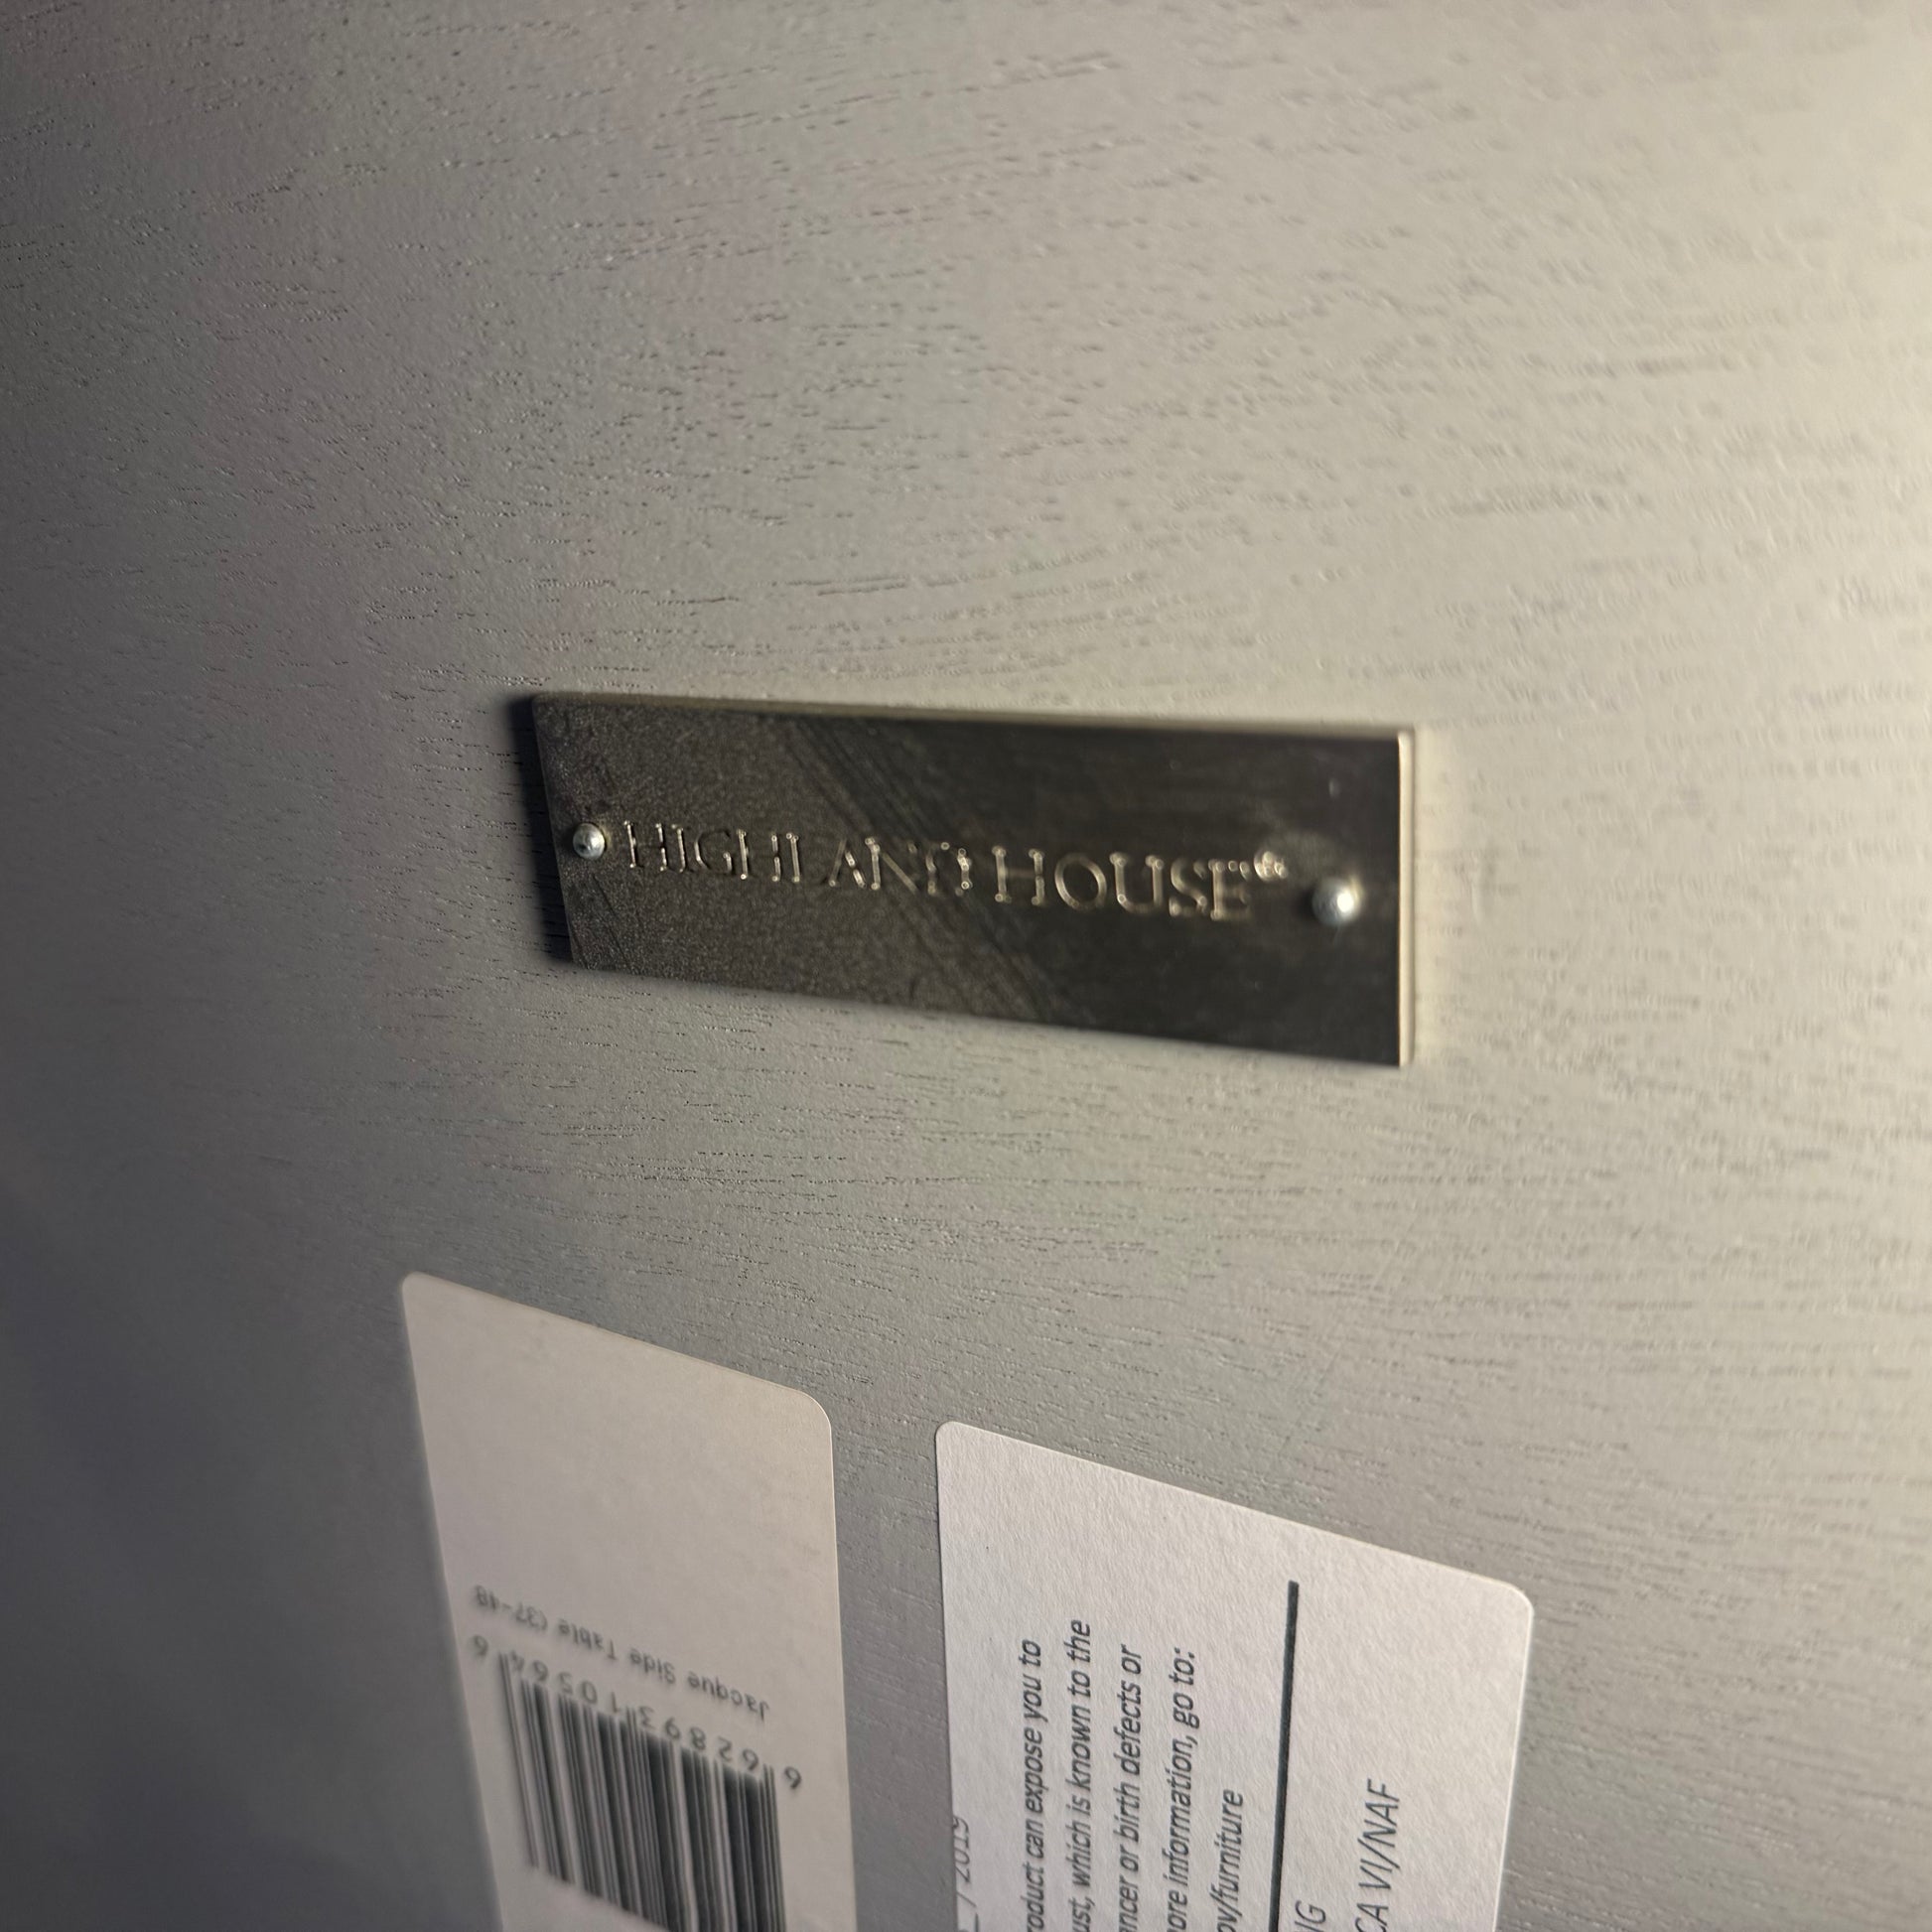 HIGHLAND HOUSE®
Jacque Side Table (37-48
6 62893 10564 6
/ 2019
roduct can expose you to
ust, which is known to the
ncer or birth defects or
ore information, go to:
ov/furniture
NG
CA VI/NAF